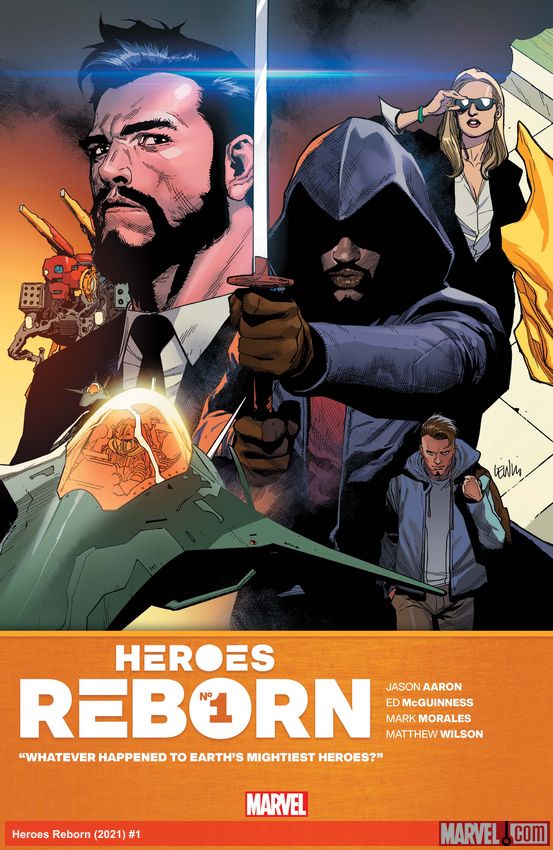 LEINIL
HEROES
REBORN
Nº 1
JASON AARON
ED McGUINNESS
MARK MORALES
MATTHEW WILSON
“WHATEVER HAPPENED TO EARTH’S MIGHTIEST HEROES?”
MARVEL
Heroes Reborn (2021) #1
MARVEL.com